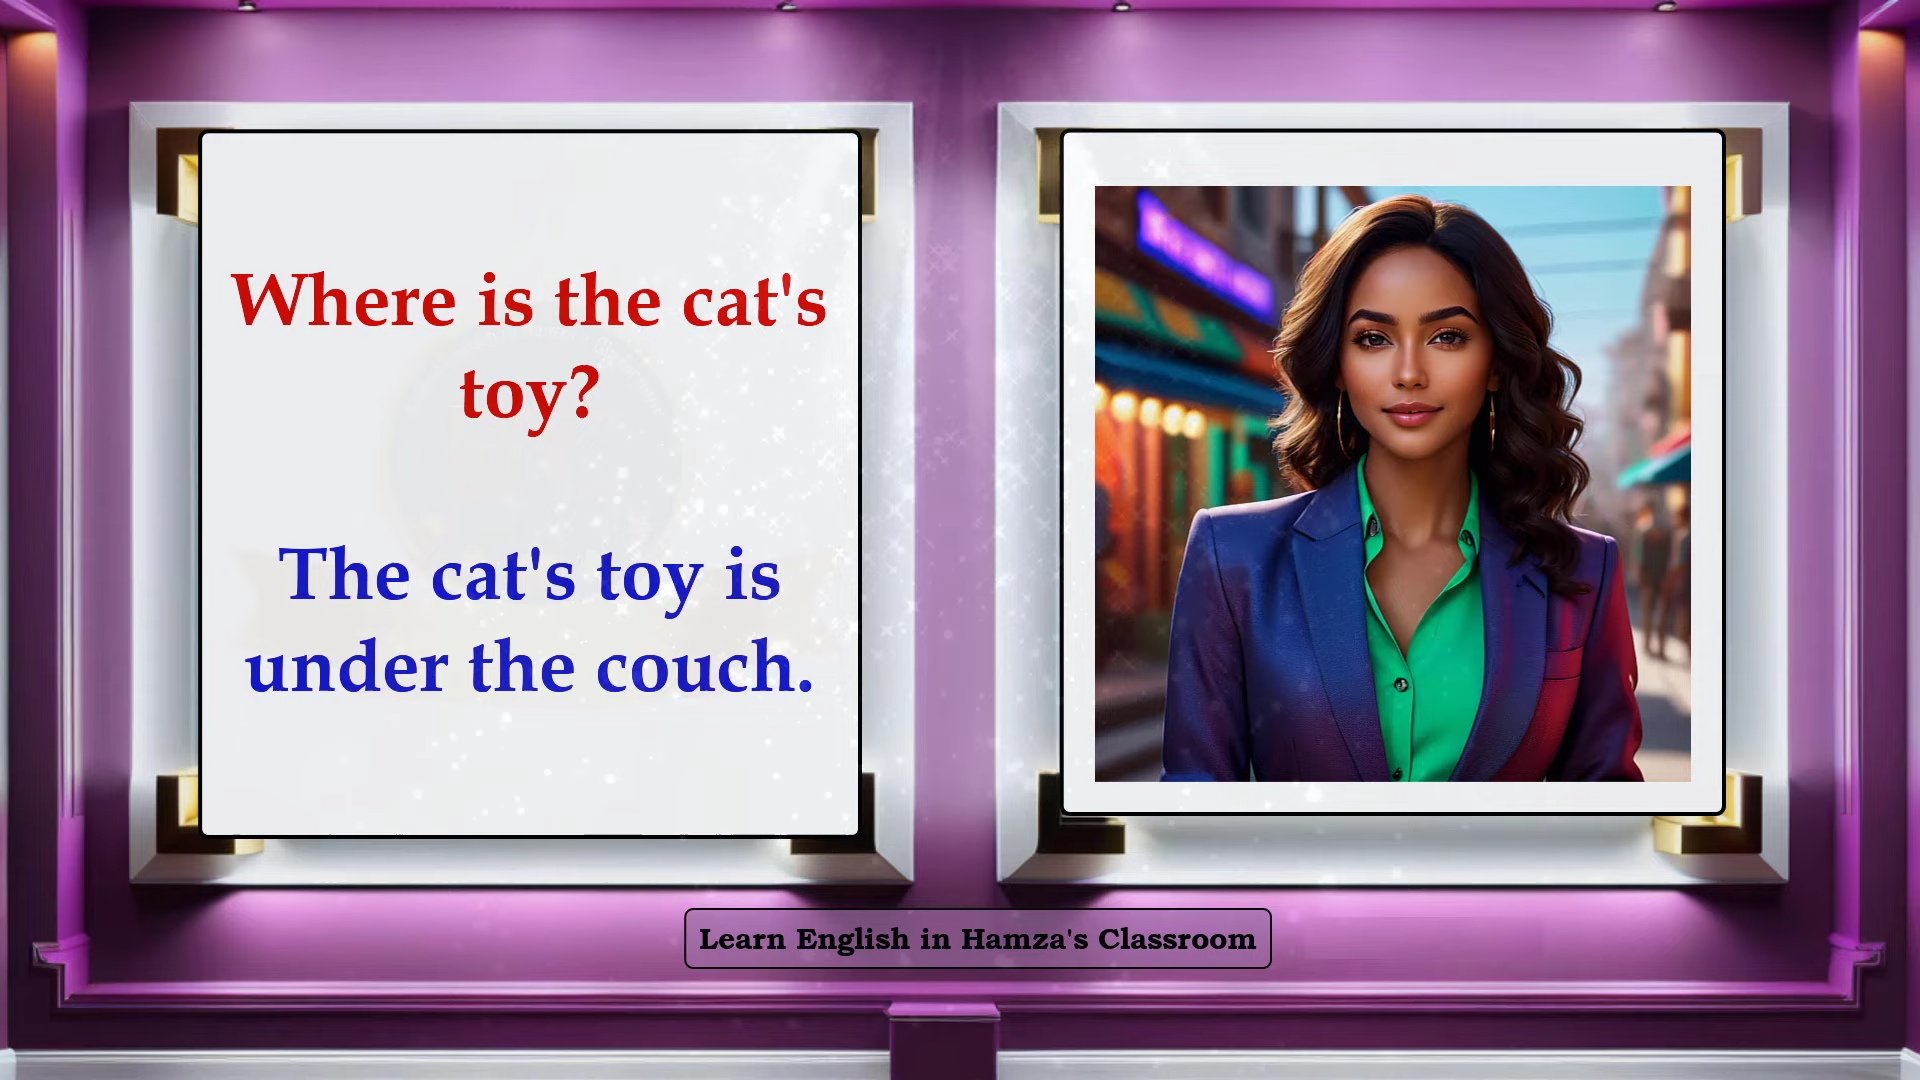 Where is the cat's
toy?
The cat's toy is
under the couch.
Learn English in Hamza's Classroom